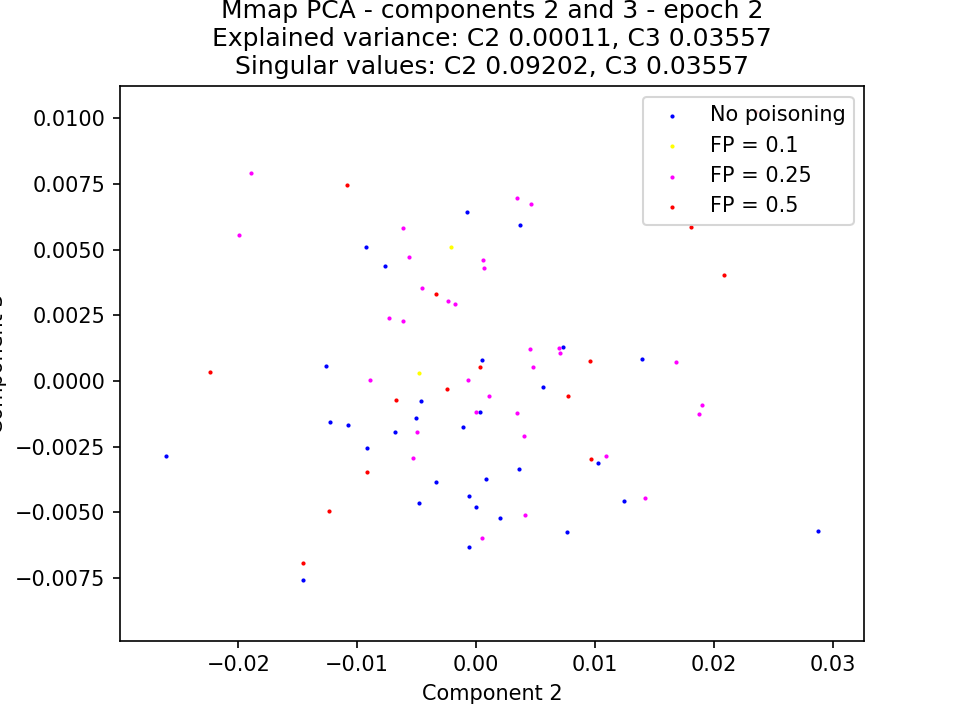 Mmap PCA - components 2 and 3 - epoch 2
Explained variance: C2 0.00011, C3 0.03557
Singular values: C2 0.09202, C3 0.03557
No poisoning
FP = 0.1
FP = 0.25
FP = 0.5
0.0100
0.0075
0.0050
0.0025
0.0000
−0.0025
−0.0050
−0.0075
−0.02
−0.01
0.00
0.01
0.02
0.03
Component 2